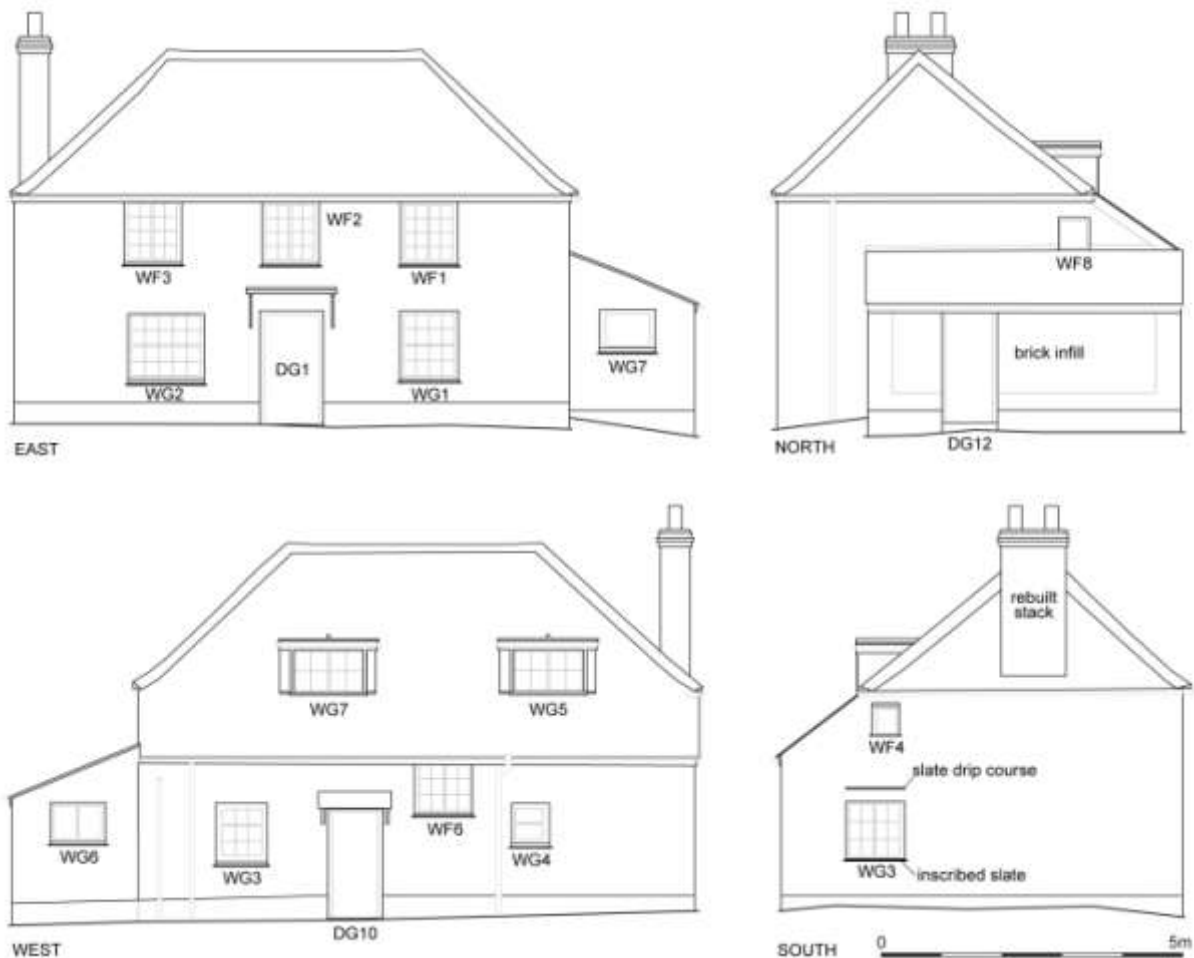 WF3
WF2
WF1
WG2
DG1
WG1
WG7
EAST
WF8
brick infill
NORTH
DG12
WG7
WG5
WG6
WG3
WF6
WG4
DG10
WEST
rebuilt
stack
WF4
slate drip course
WG3
inscribed slate
SOUTH
0
5m